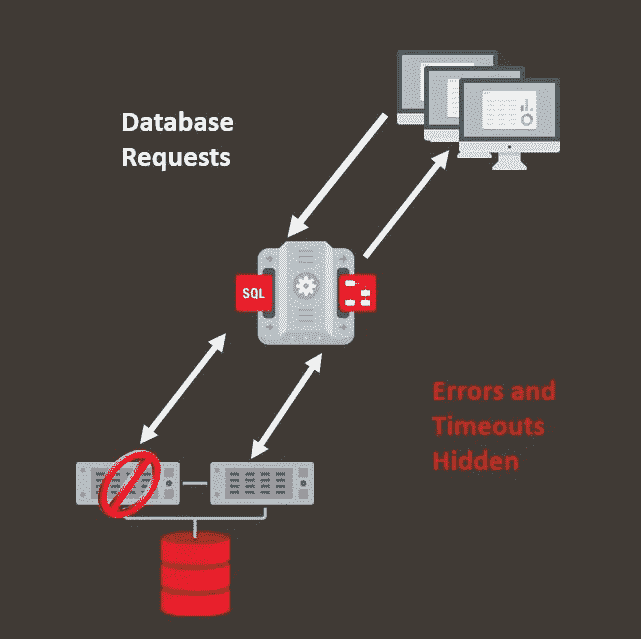 Database
Requests
SQL
Errors and
Timeouts
Hidden